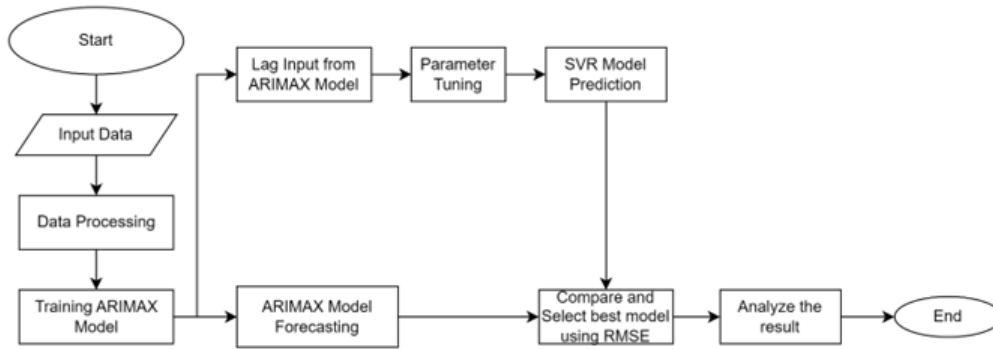 Start
Input Data
Data Processing
Training ARIMAX
Model
Lag Input from
ARIMAX Model
Parameter
Tuning
SVR Model
Prediction
ARIMAX Model
Forecasting
Compare and
Select best model
using RMSE
Analyze the
result
End